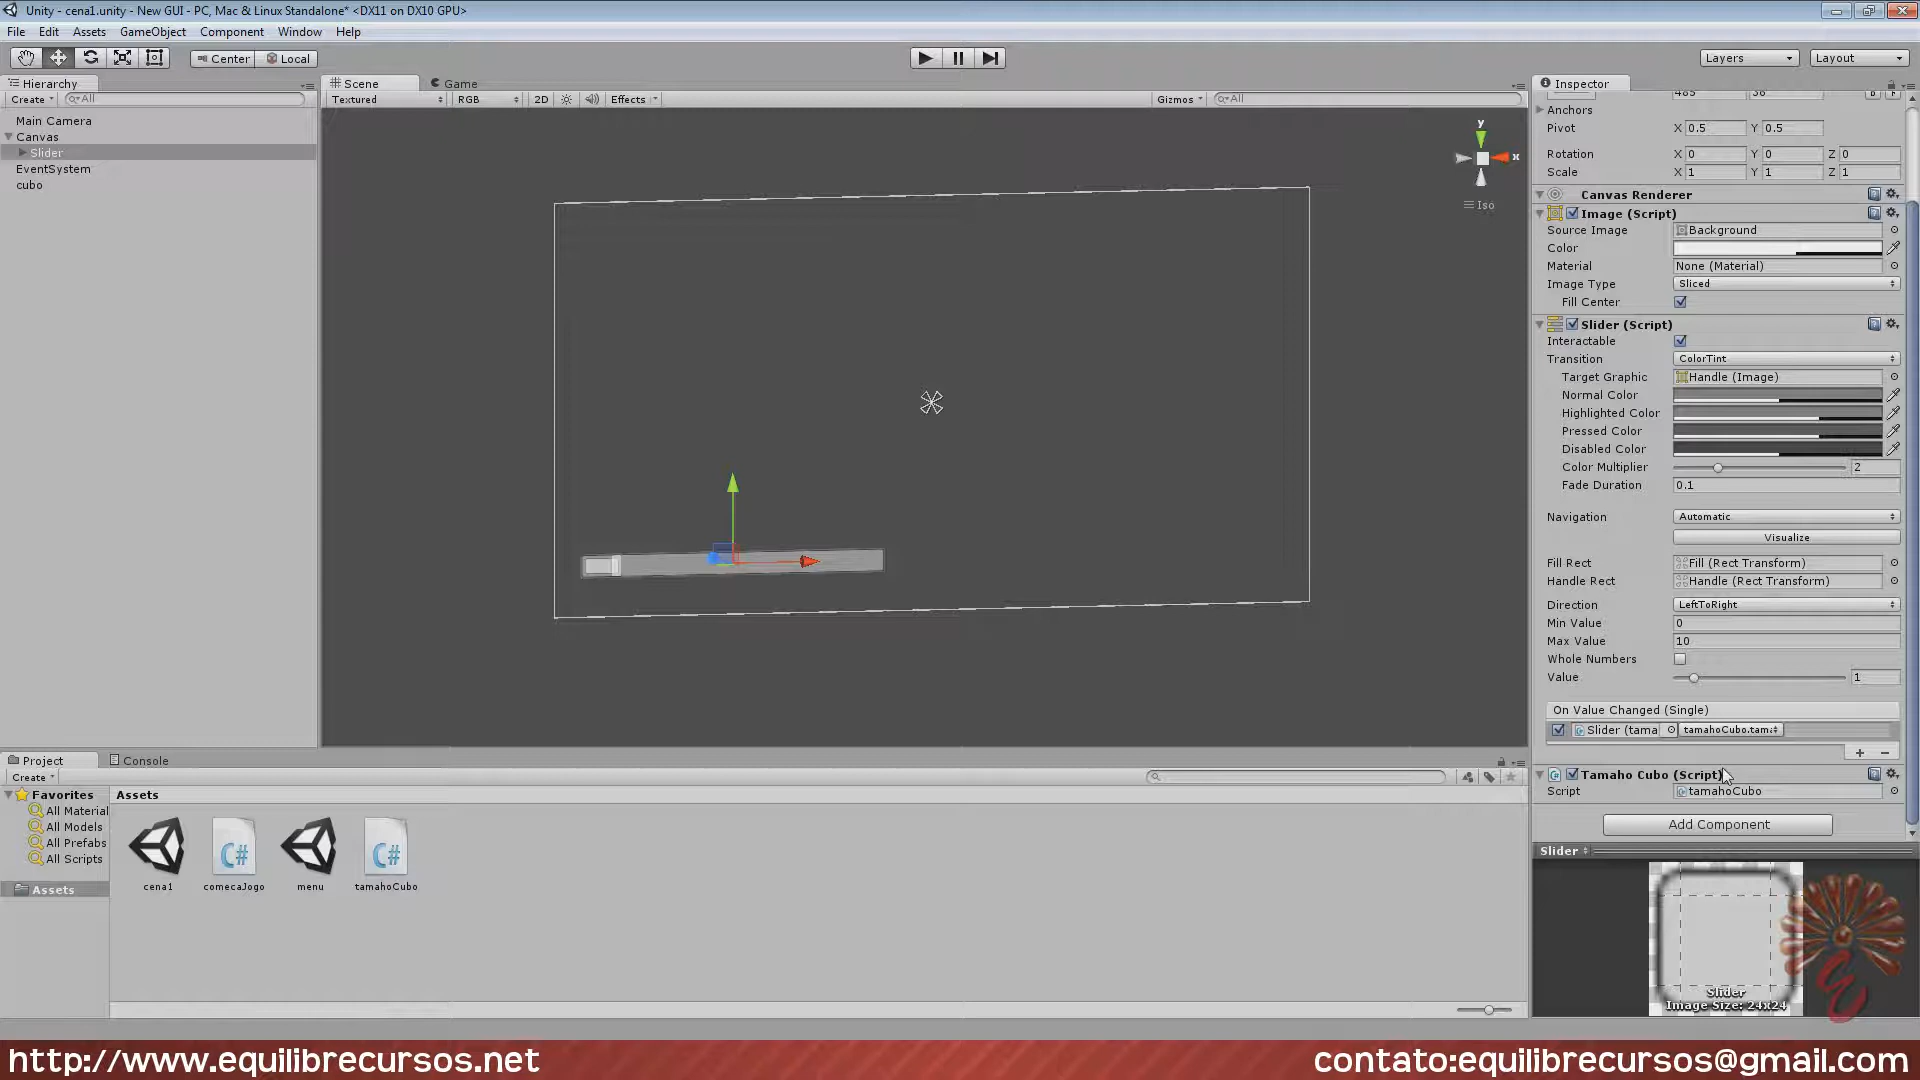 Unity - cena1.unity - New GUI - PC, Mac & Linux Standalone* <DX11 on DX10 GPU>
File Edit Assets GameObject Component Window Help
Center Local
Layers Layout
Hierarchy
Create All
Main Camera
Canvas
Slider
EventSystem
cubo
Scene Game
Textured RGB 2D Effects Gizmos All
y
x
Iso
Inspector
485 36
Anchors
Pivot X 0.5 Y 0.5
Rotation X 0 Y 0 Z 0
Scale X 1 Y 1 Z 1
Canvas Renderer
Image (Script)
Source Image Background
Color
Material None (Material)
Image Type Sliced
Fill Center
Slider (Script)
Interactable
Transition ColorTint
Target Graphic Handle (Image)
Normal Color
Highlighted Color
Pressed Color
Disabled Color
Color Multiplier 2
Fade Duration 0.1
Navigation Automatic
Visualize
Fill Rect Fill (Rect Transform)
Handle Rect Handle (Rect Transform)
Direction LeftToRight
Min Value 0
Max Value 10
Whole Numbers
Value 1
On Value Changed (Single)
Slider (tama tamahoCubo.tama
Tamaho Cubo (Script)
Script tamahoCubo
Add Component
Slider
Slider
Image Size: 24x24
Project Console
Create
Favorites
All Material
All Models
All Prefabs
All Scripts
Assets
Assets
cena1 comecaJogo menu tamahoCubo
http://www.equilibrecursos.net
contato:equilibrecursos@gmail.com